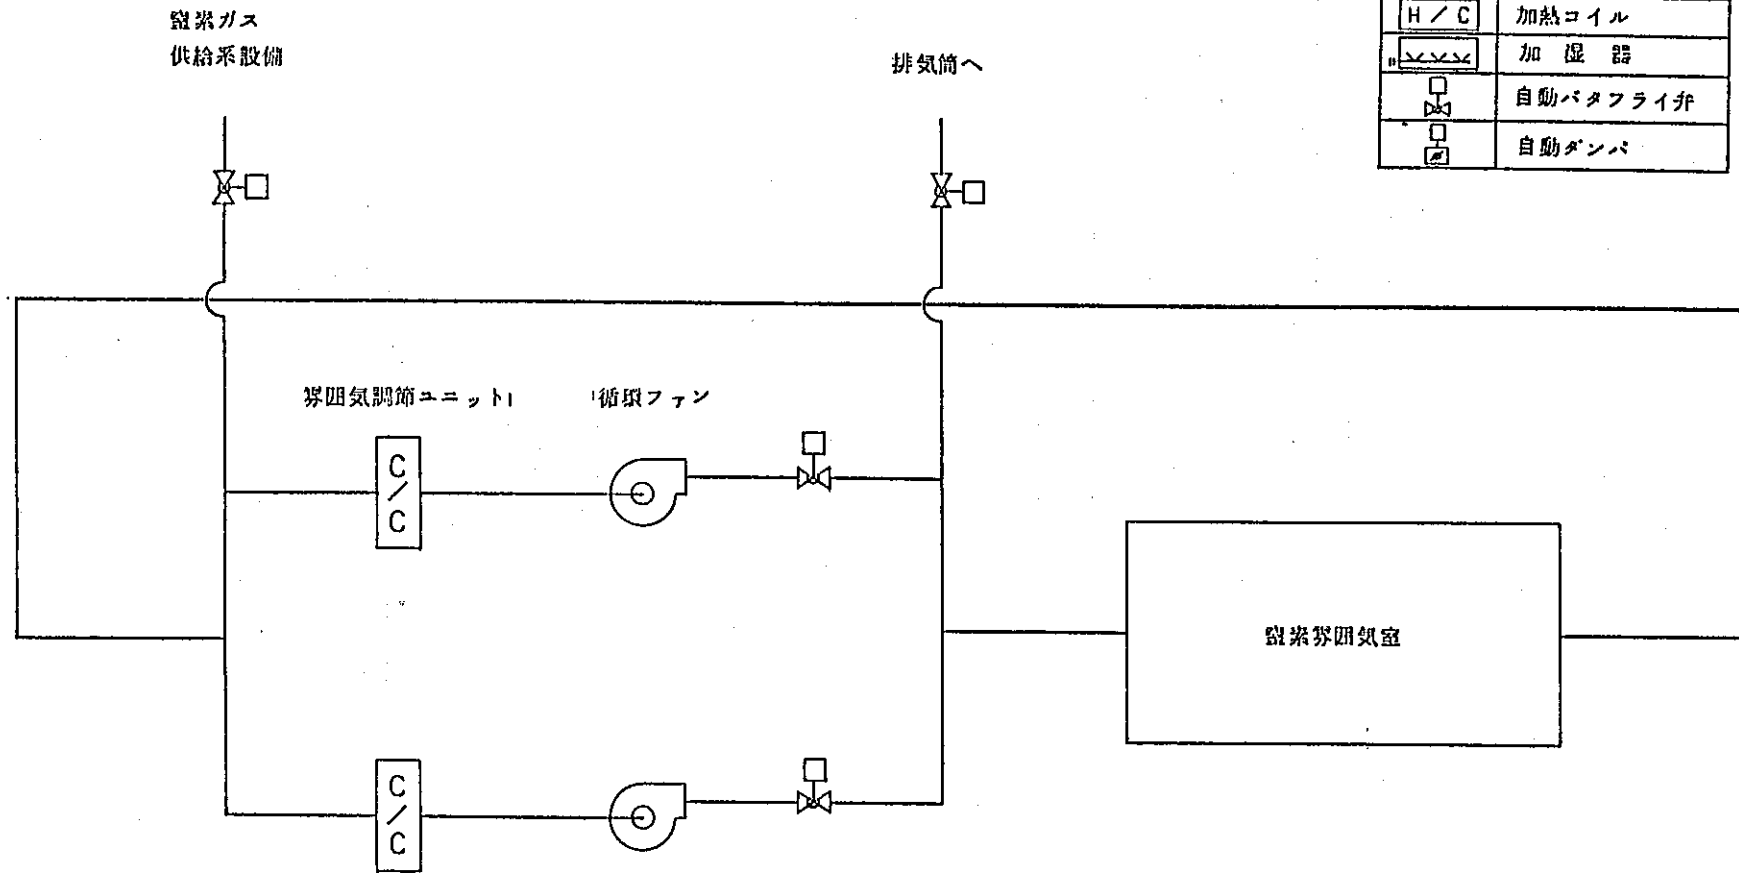 窒素ガス
供給系設備
排気筒へ
H/C 加熱コイル
加湿器
自動バタフライ弁
自動ダンパ
雰囲気調節ユニット
循環ファン
C/C
窒素雰囲気室
C/C